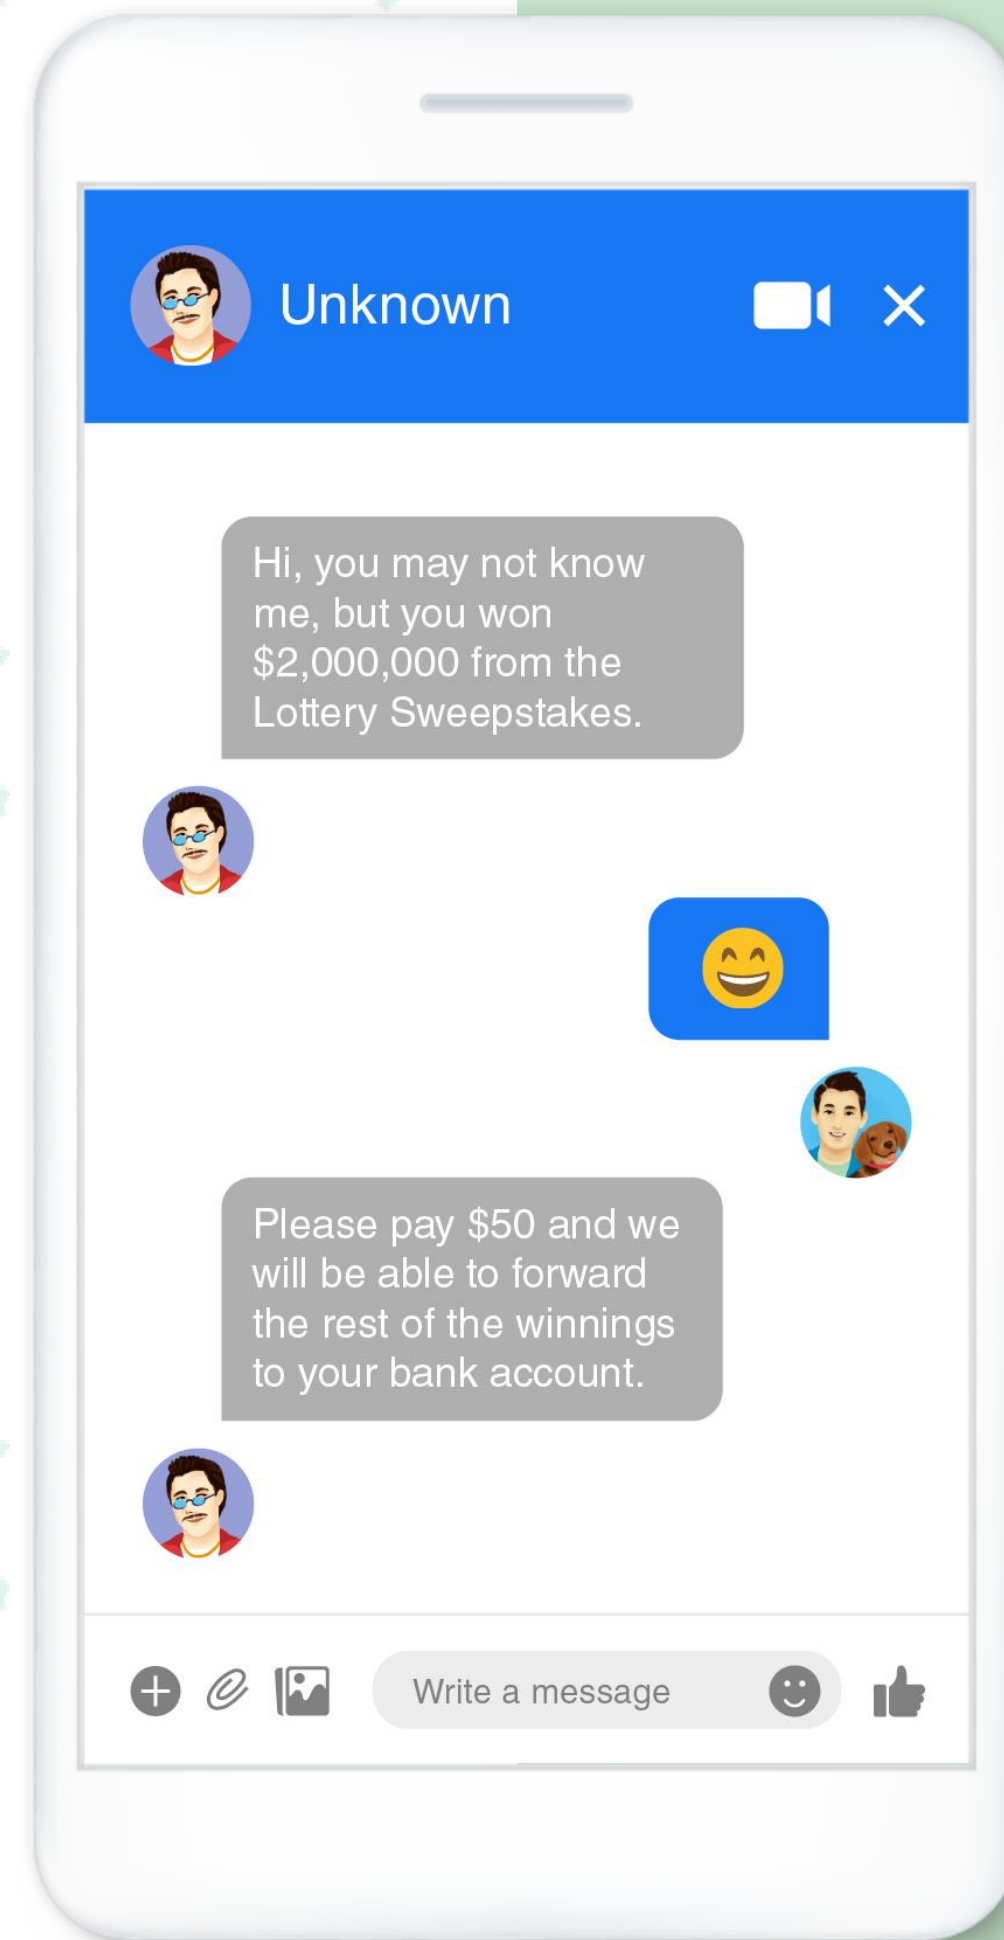 Unknown
Hi, you may not know
me, but you won
$2,000,000 from the
Lottery Sweepstakes.
Please pay $50 and we
will be able to forward
the rest of the winnings
to your bank account.
Write a message